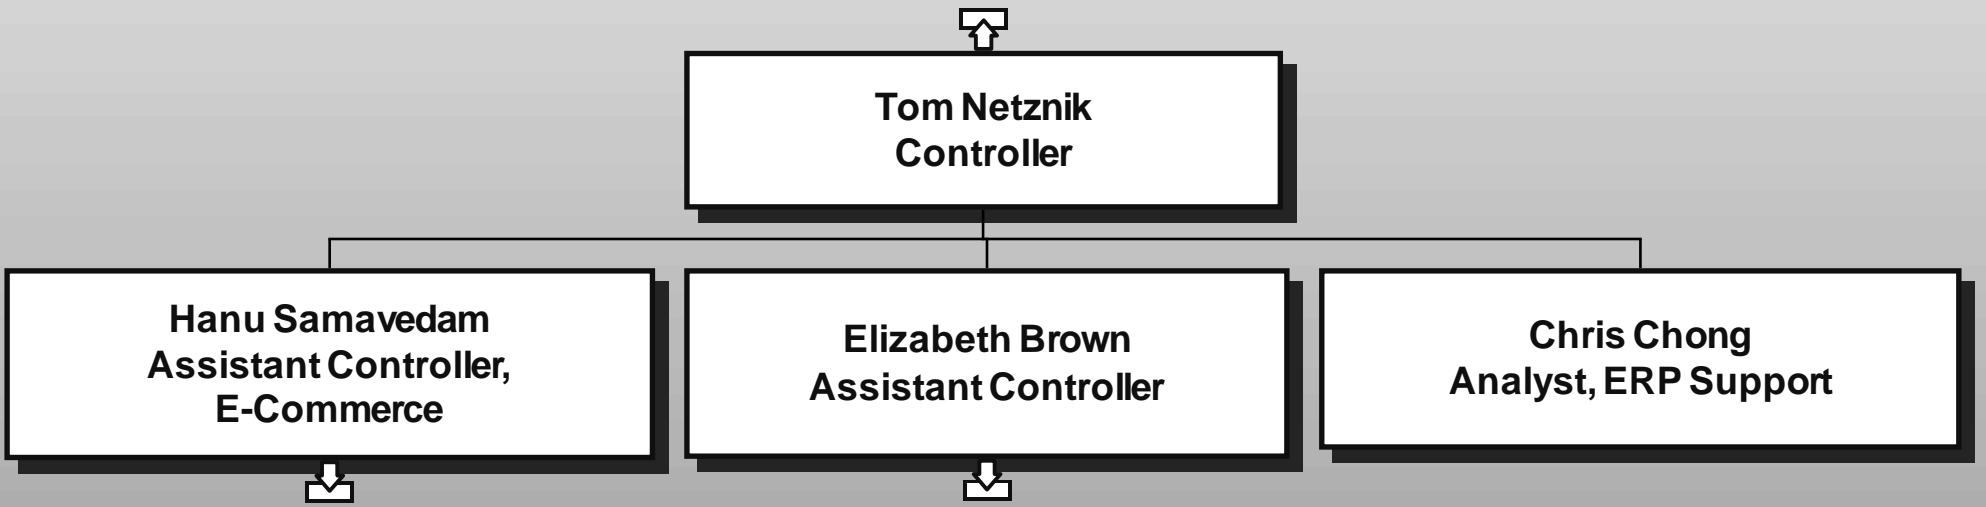 Tom Netznik
Controller
Hanu Samavedam
Assistant Controller,
E-Commerce
Elizabeth Brown
Assistant Controller
Chris Chong
Analyst, ERP Support